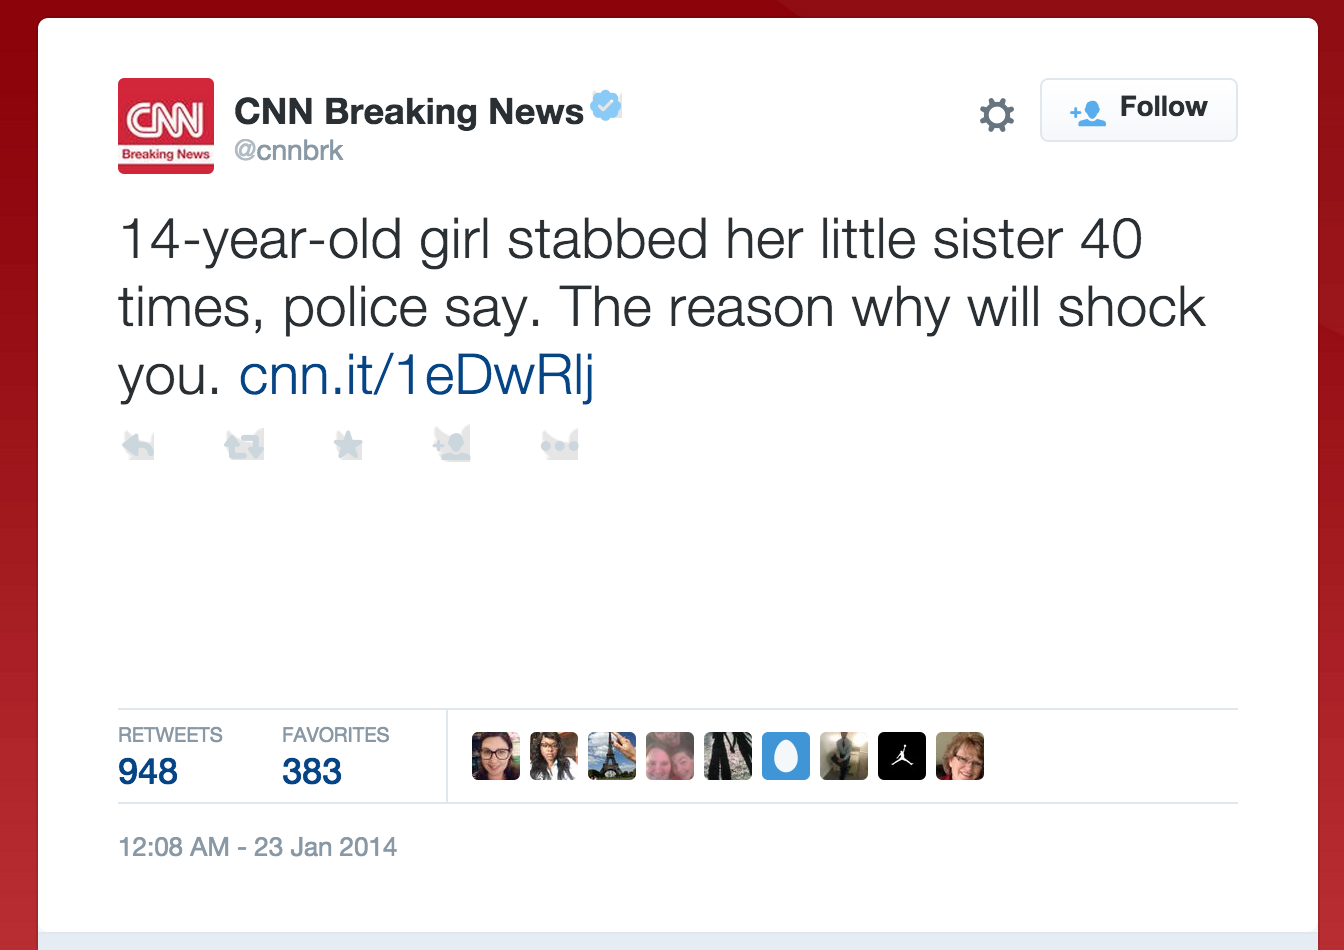 CNN
Breaking News
CNN Breaking News
@cnnbrk
Follow
14-year-old girl stabbed her little sister 40
times, police say. The reason why will shock
you. cnn.it/1eDwRlj
RETWEETS
948
FAVORITES
383
12:08 AM - 23 Jan 2014